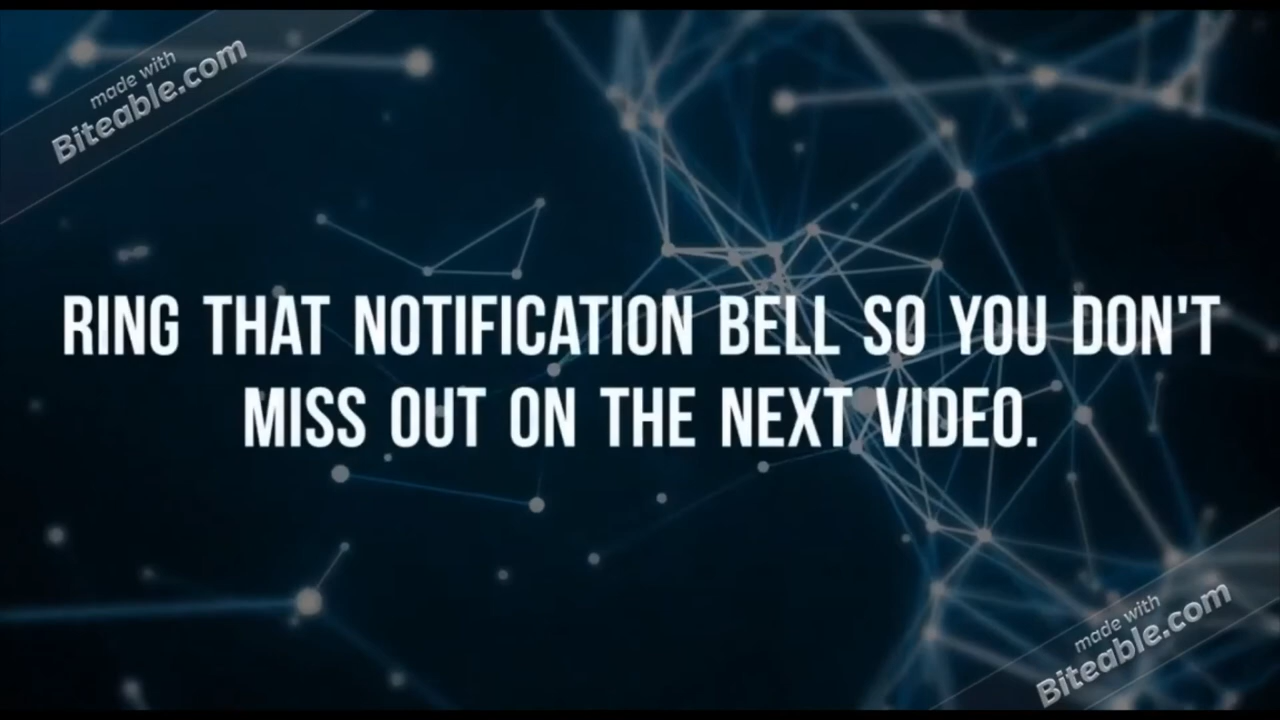 made with
Biteable.com
RING THAT NOTIFICATION BELL SO YOU DON'T
MISS OUT ON THE NEXT VIDEO.
made with
Biteable.com